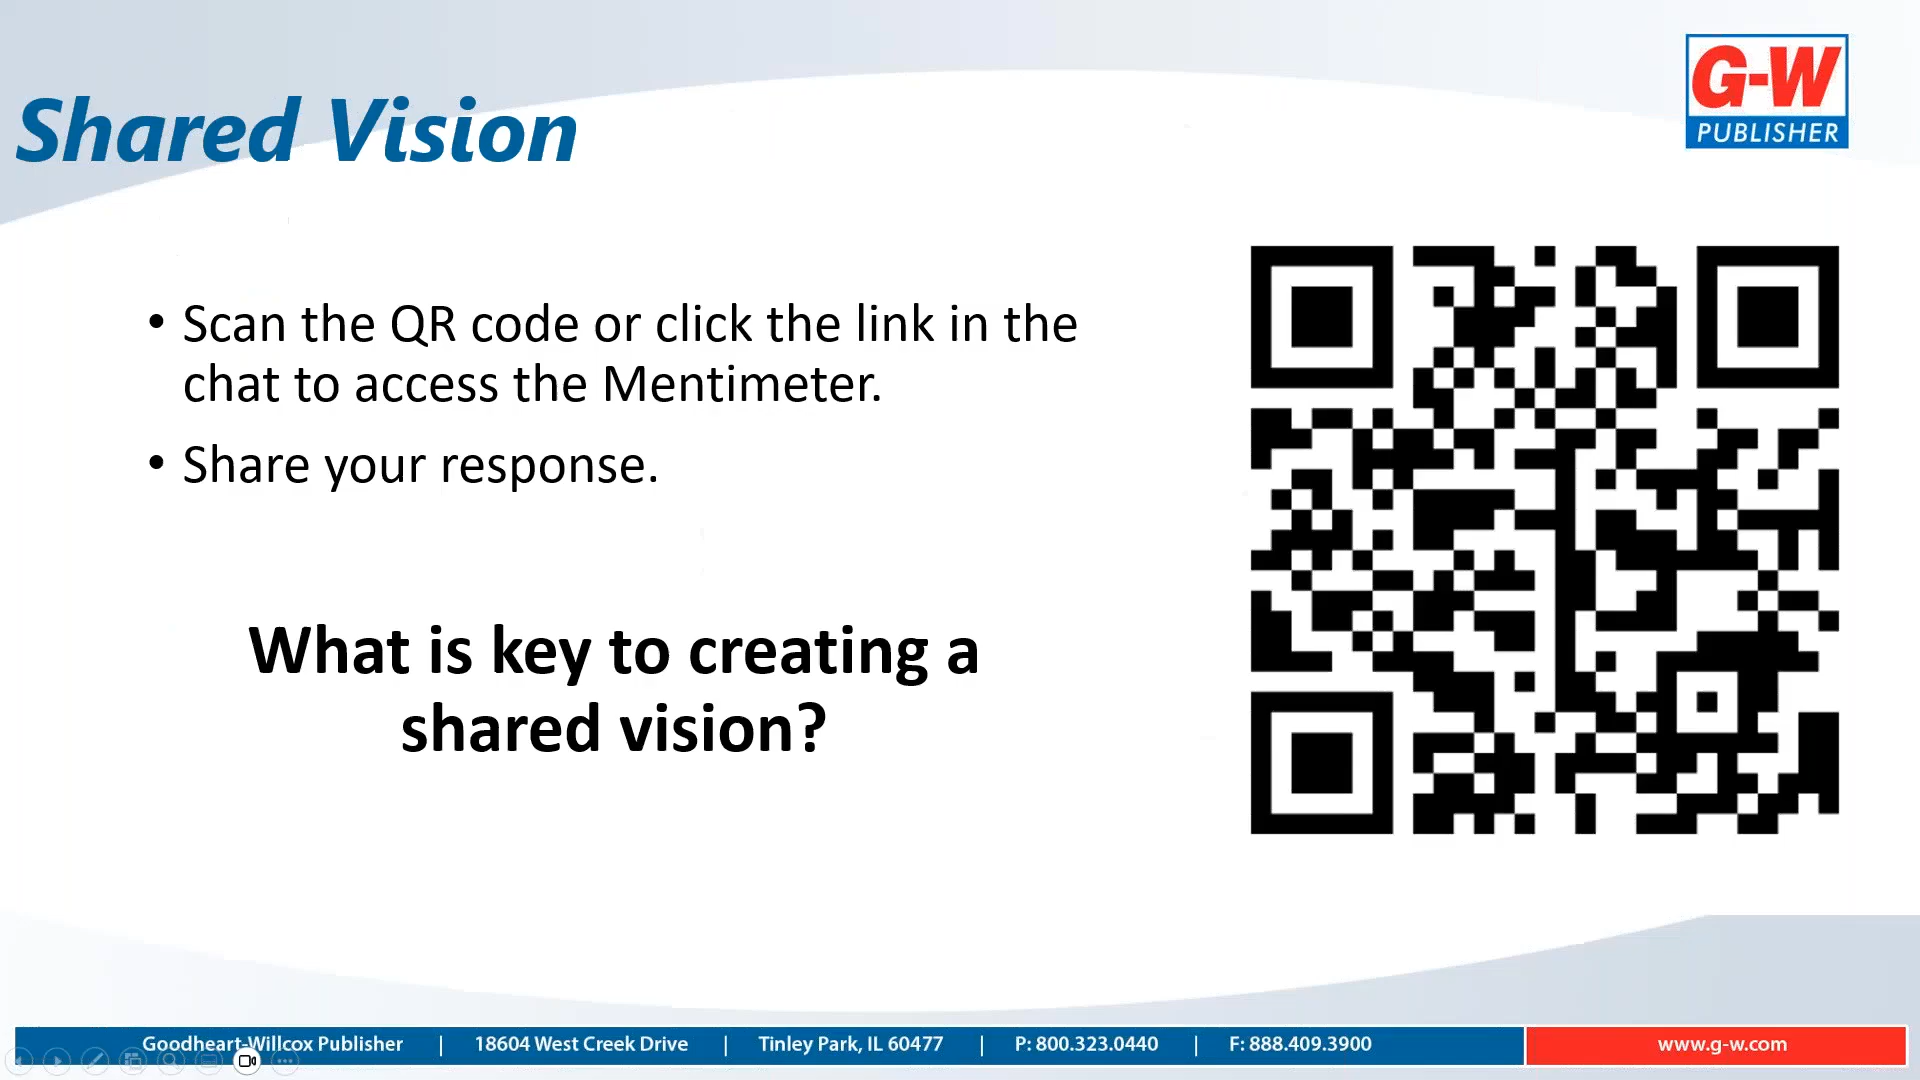 Shared Vision
G-W
PUBLISHER
• Scan the QR code or click the link in the
chat to access the Mentimeter.
• Share your response.
What is key to creating a
shared vision?
Goodheart-Willcox Publisher | 18604 West Creek Drive | Tinley Park, IL 60477 | P: 800.323.0440 | F: 888.409.3900 www.g-w.com